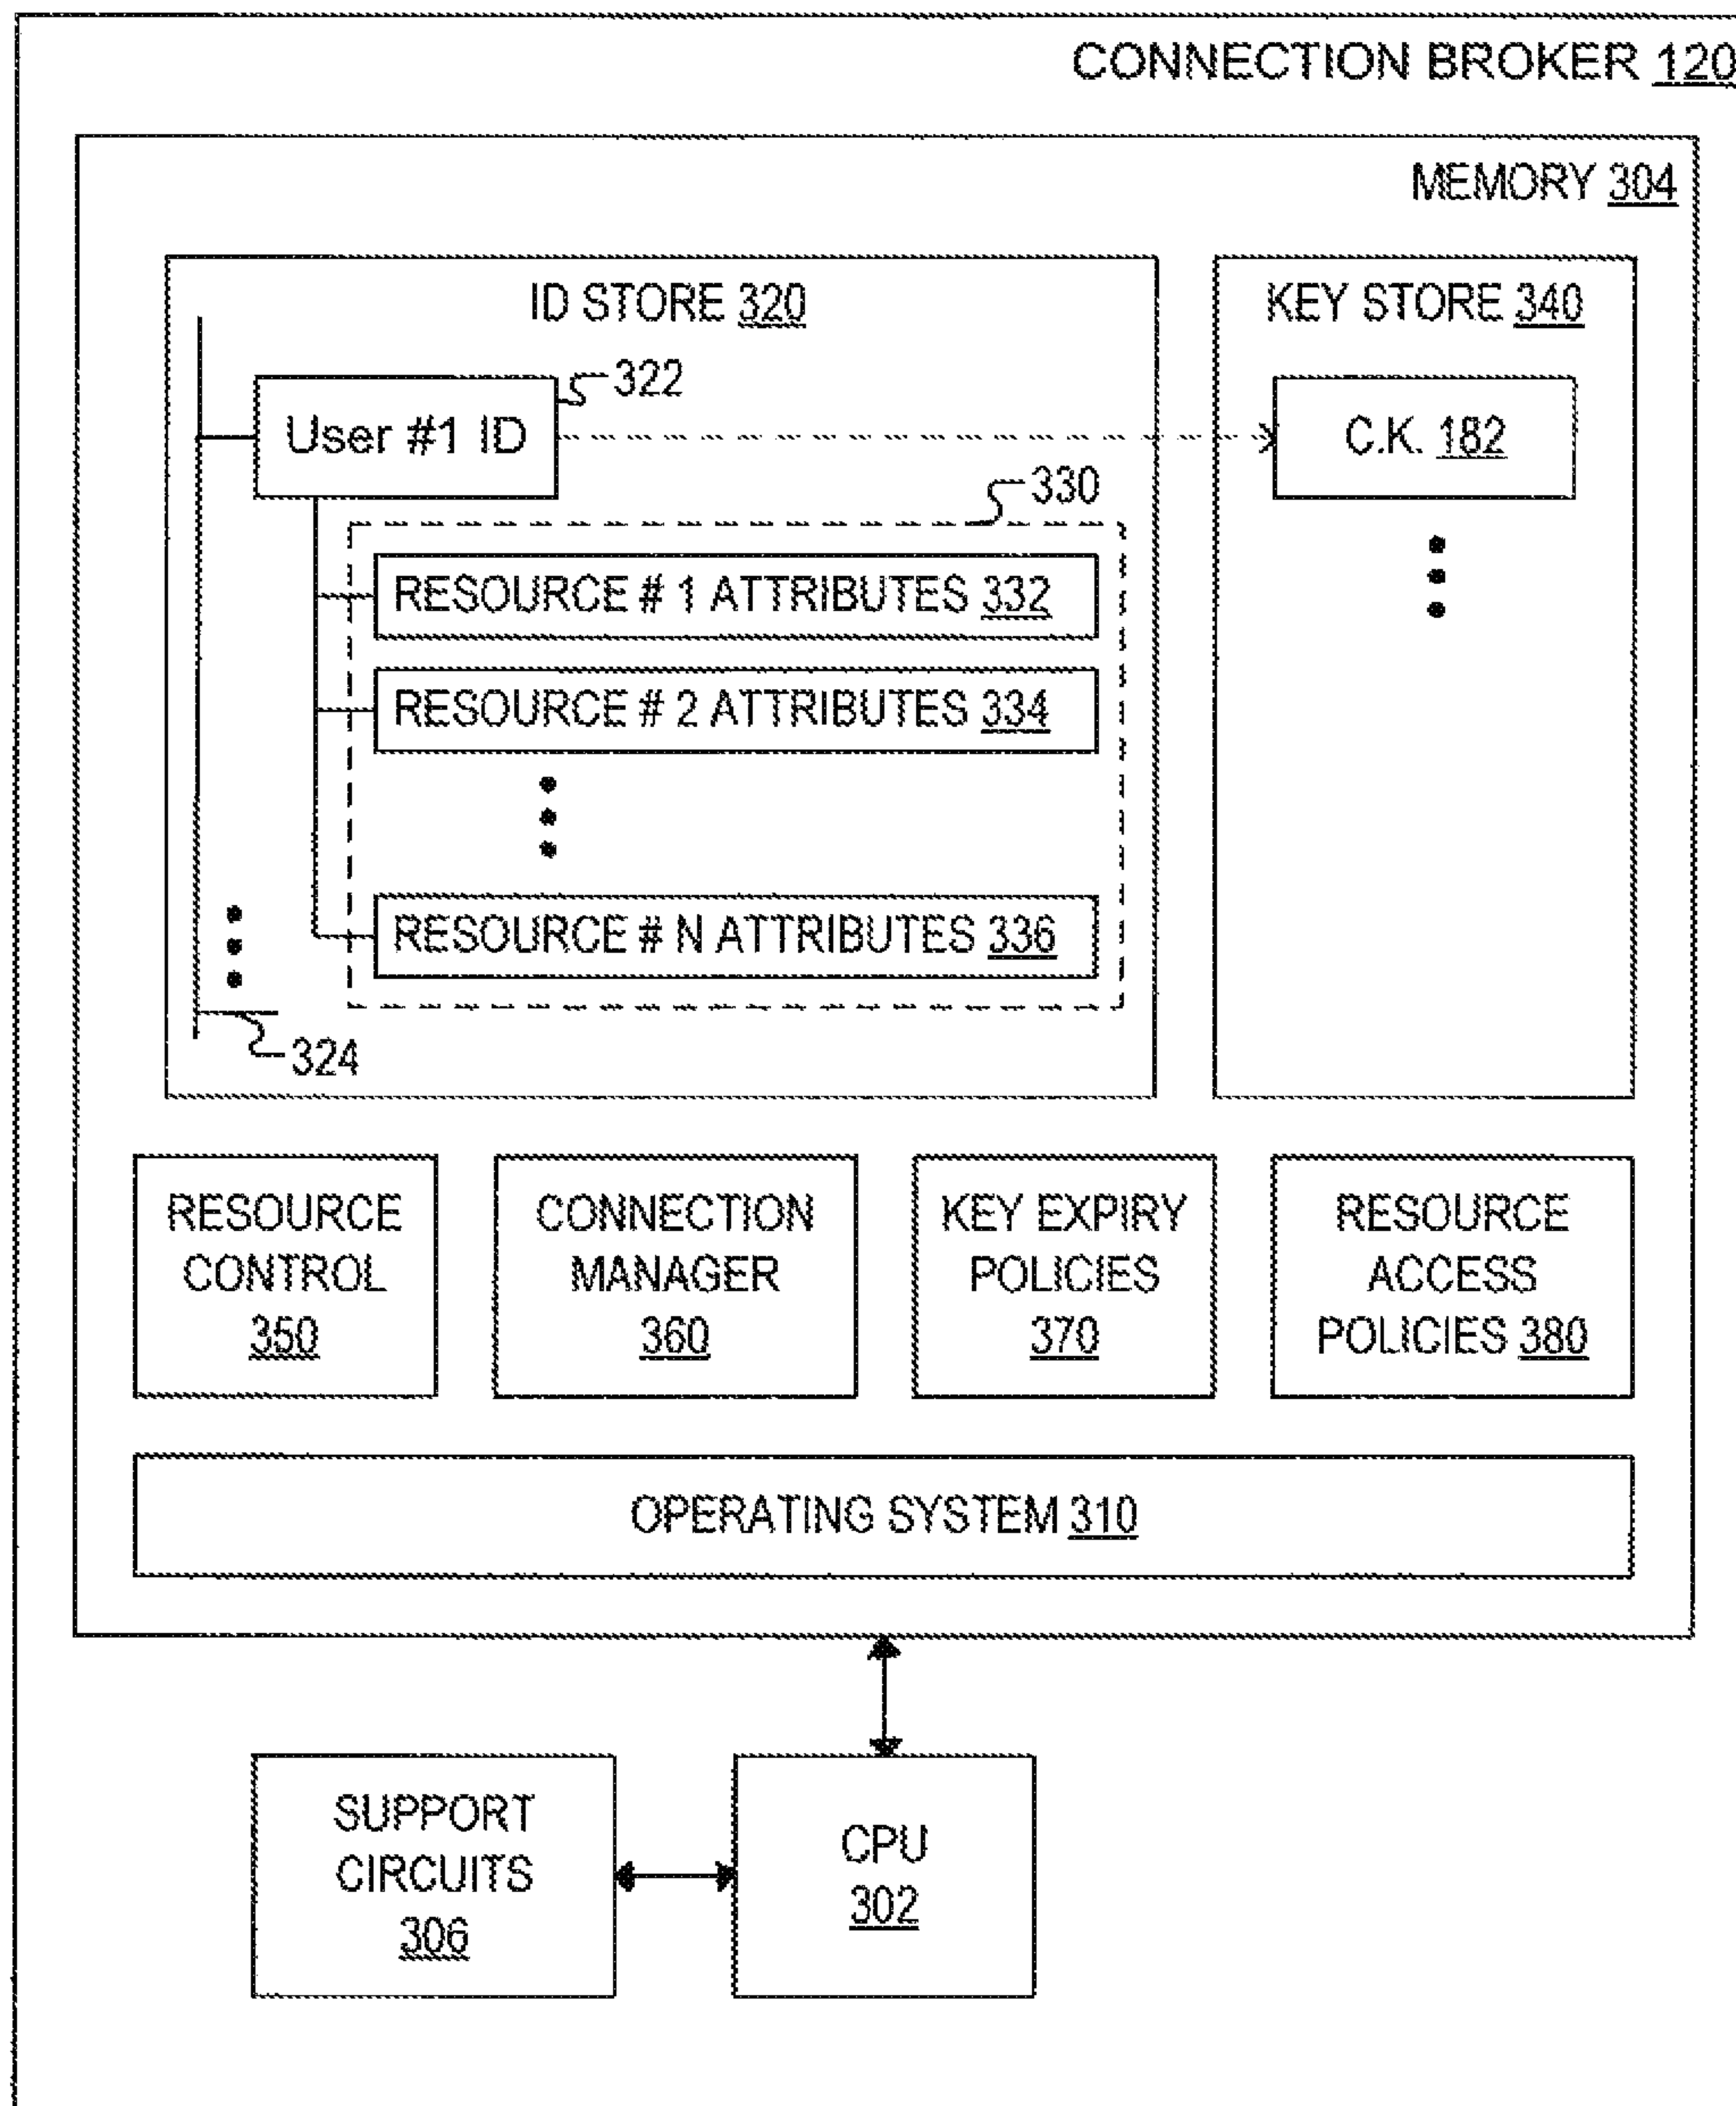 CONNECTION BROKER 120
MEMORY 304
ID STORE 320
KEY STORE 340
322
User #1 ID
C.K. 182
330
RESOURCE # 1 ATTRIBUTES 332
RESOURCE # 2 ATTRIBUTES 334
RESOURCE # N ATTRIBUTES 336
324
RESOURCE
CONTROL
350
CONNECTION
MANAGER
360
KEY EXPIRY
POLICIES
370
RESOURCE
ACCESS
POLICIES 380
OPERATING SYSTEM 310
SUPPORT
CIRCUITS
306
CPU
302